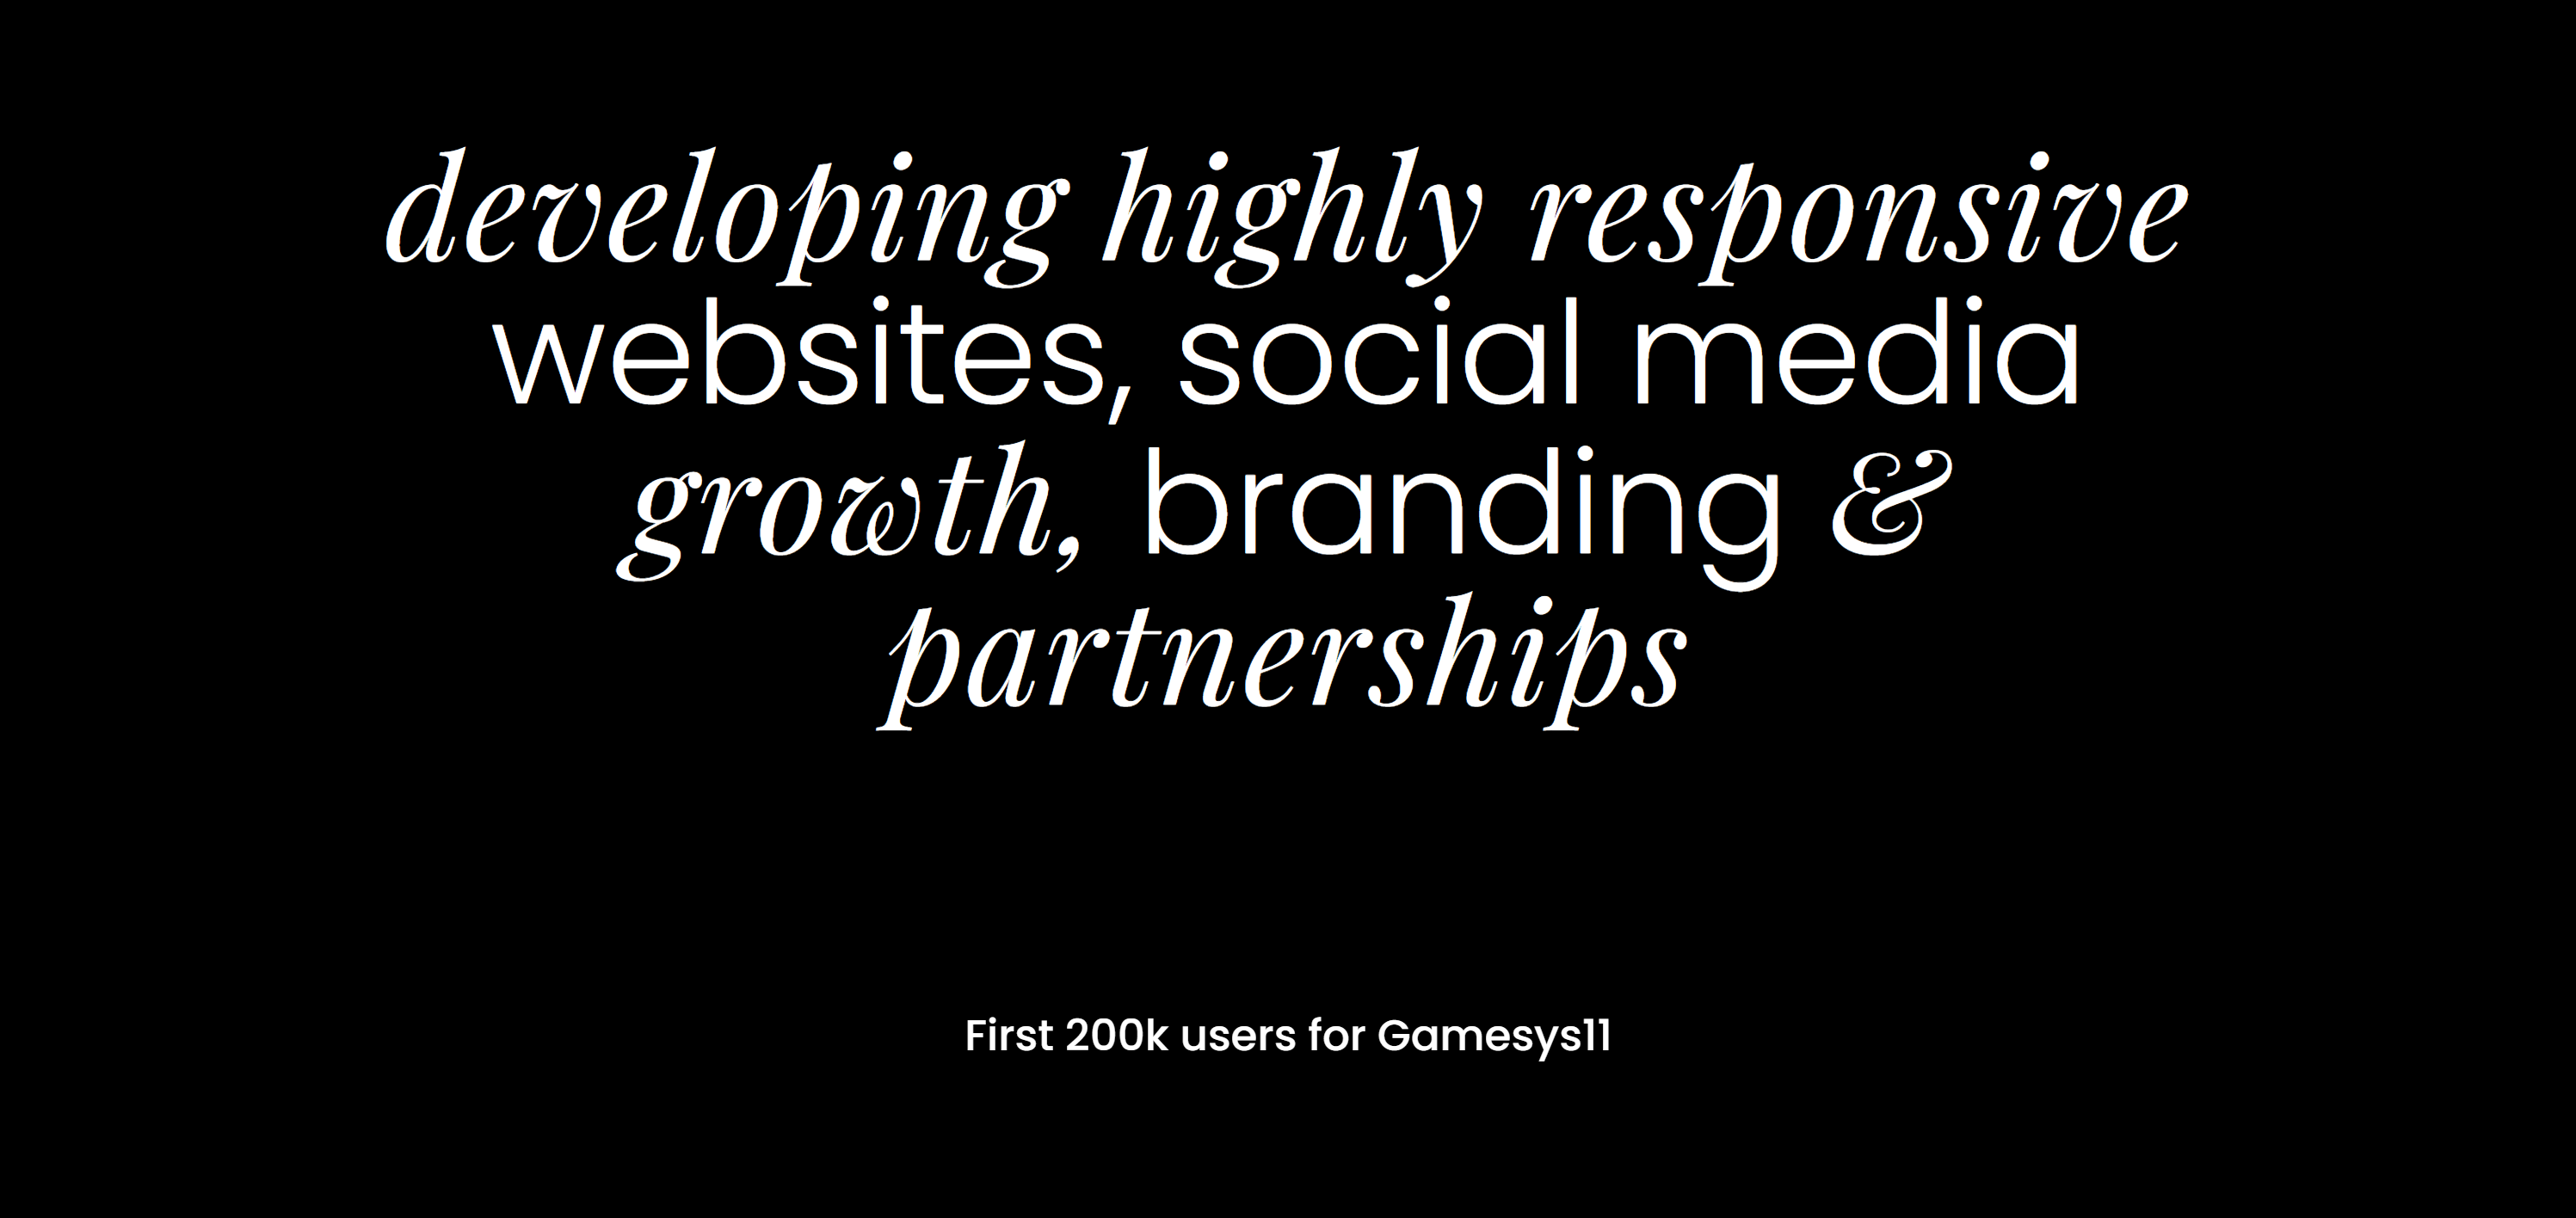 developing highly responsive
websites, social media
growth, branding &
partnerships
First 200k users for Gamesys11